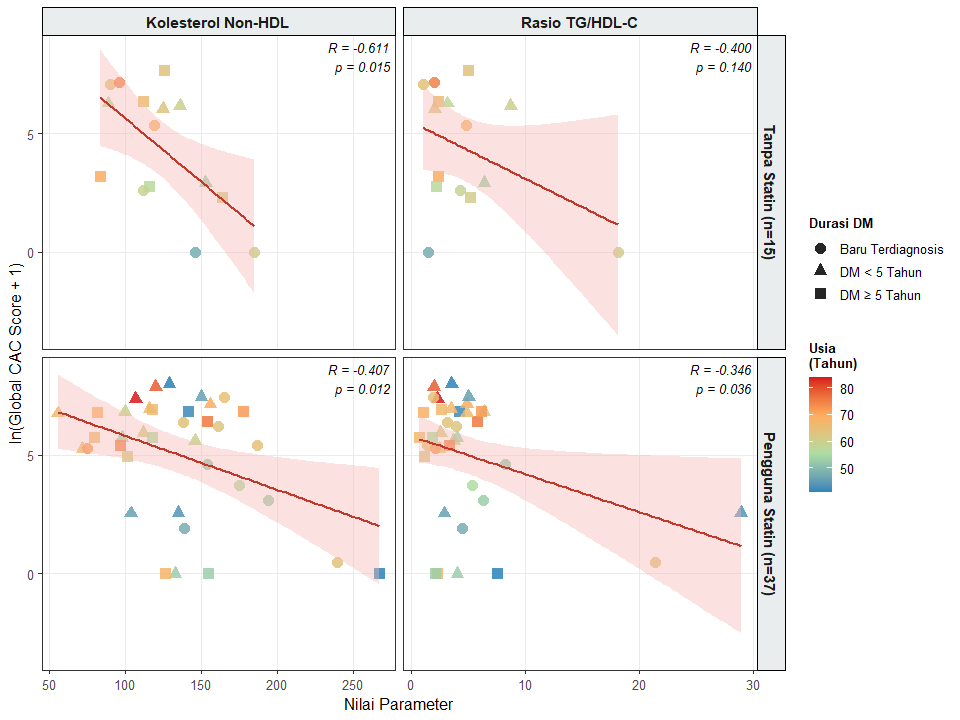 Kolesterol Non-HDL
Rasio TG/HDL-C
R = -0.611
p = 0.015
R = -0.400
p = 0.140
Tanpa Statin (n=15)
5
0
R = -0.407
p = 0.012
R = -0.346
p = 0.036
Pengguna Statin (n=37)
5
0
ln(Global CAC Score + 1)
50 100 150 200 250
0 10 20 30
Nilai Parameter
Durasi DM
Baru Terdiagnosis
DM < 5 Tahun
DM ≥ 5 Tahun
Usia
(Tahun)
80
70
60
50